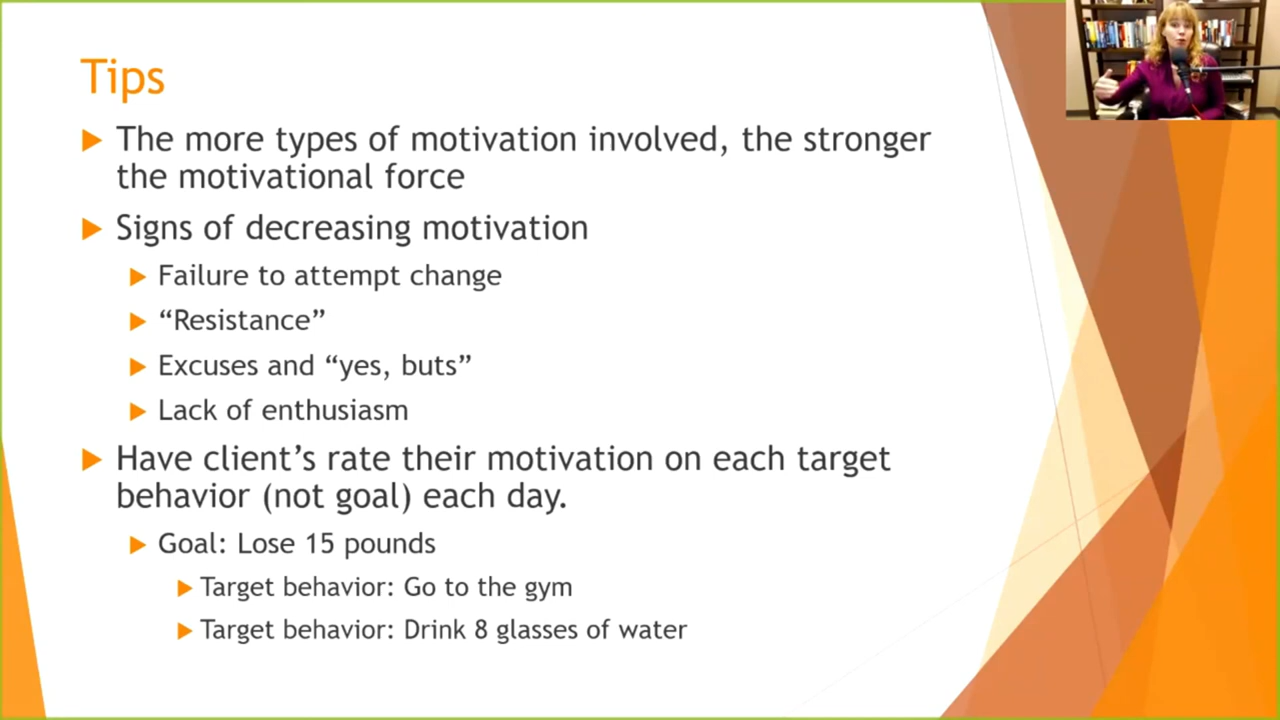 Tips
The more types of motivation involved, the stronger
the motivational force
Signs of decreasing motivation
Failure to attempt change
“Resistance”
Excuses and “yes, buts”
Lack of enthusiasm
Have client’s rate their motivation on each target
behavior (not goal) each day.
Goal: Lose 15 pounds
Target behavior: Go to the gym
Target behavior: Drink 8 glasses of water